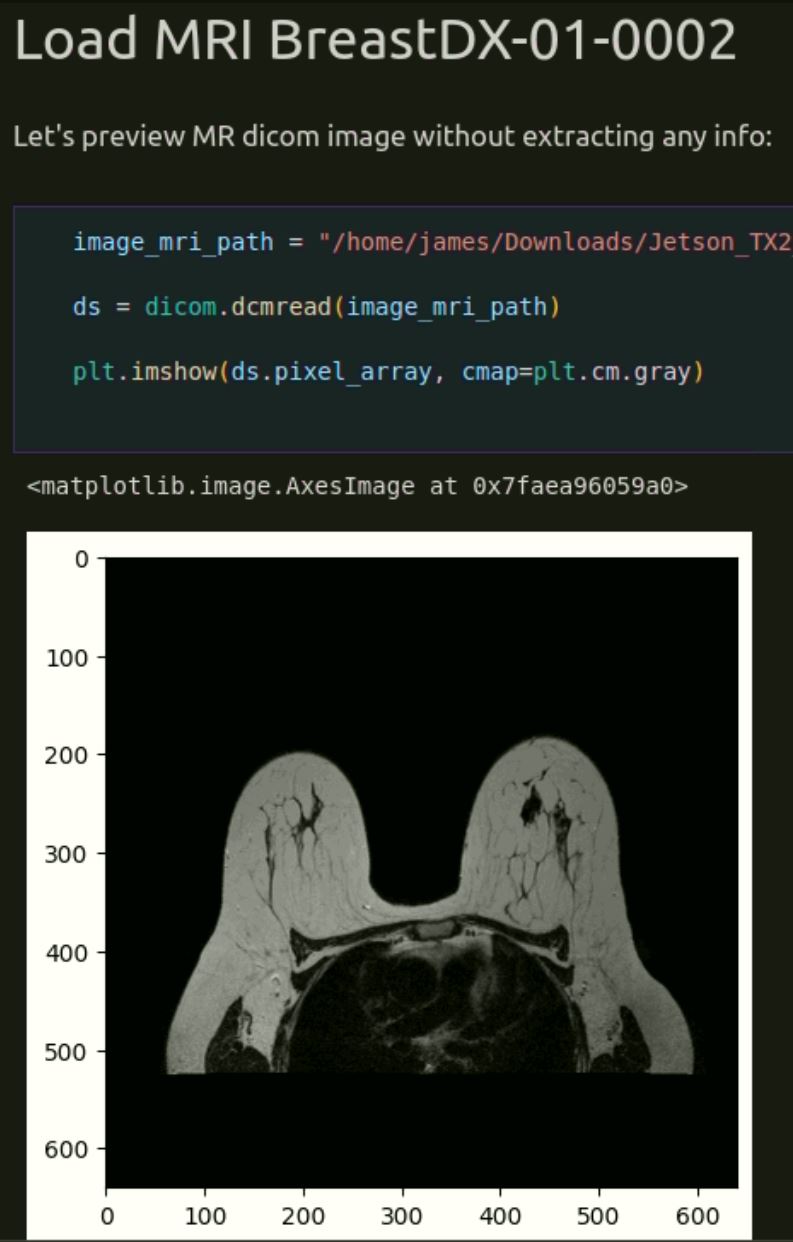 Load MRI BreastDX-01-0002
Let's preview MR dicom image without extracting any info:
image_mri_path = "/home/james/Downloads/Jetson_TX2
ds = dicom.dcmread(image_mri_path)
plt.imshow(ds.pixel_array, cmap=plt.cm.gray)
<matplotlib.image.AxesImage at 0x7faea96059a0>
0
100
200
300
400
500
600
0 100 200 300 400 500 600